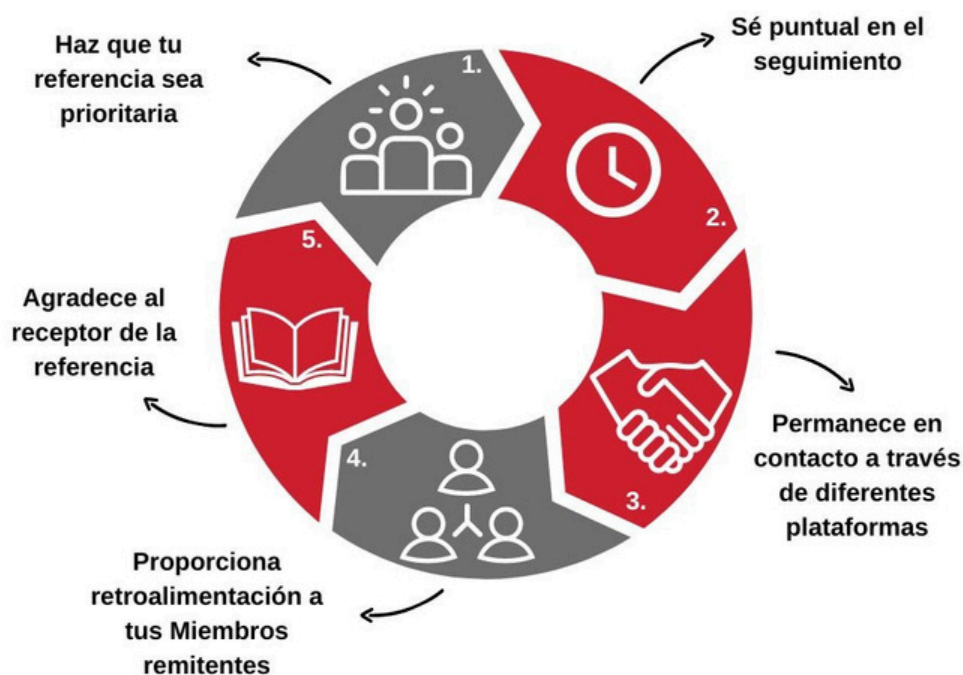 1.
Haz que tu
referencia sea
prioritaria
2.
Sé puntual en el
seguimiento
3.
Permanece en
contacto a través
de diferentes
plataformas
4.
Proporciona
retroalimentación a
tus Miembros
remitentes
5.
Agradece al
receptor de la
referencia